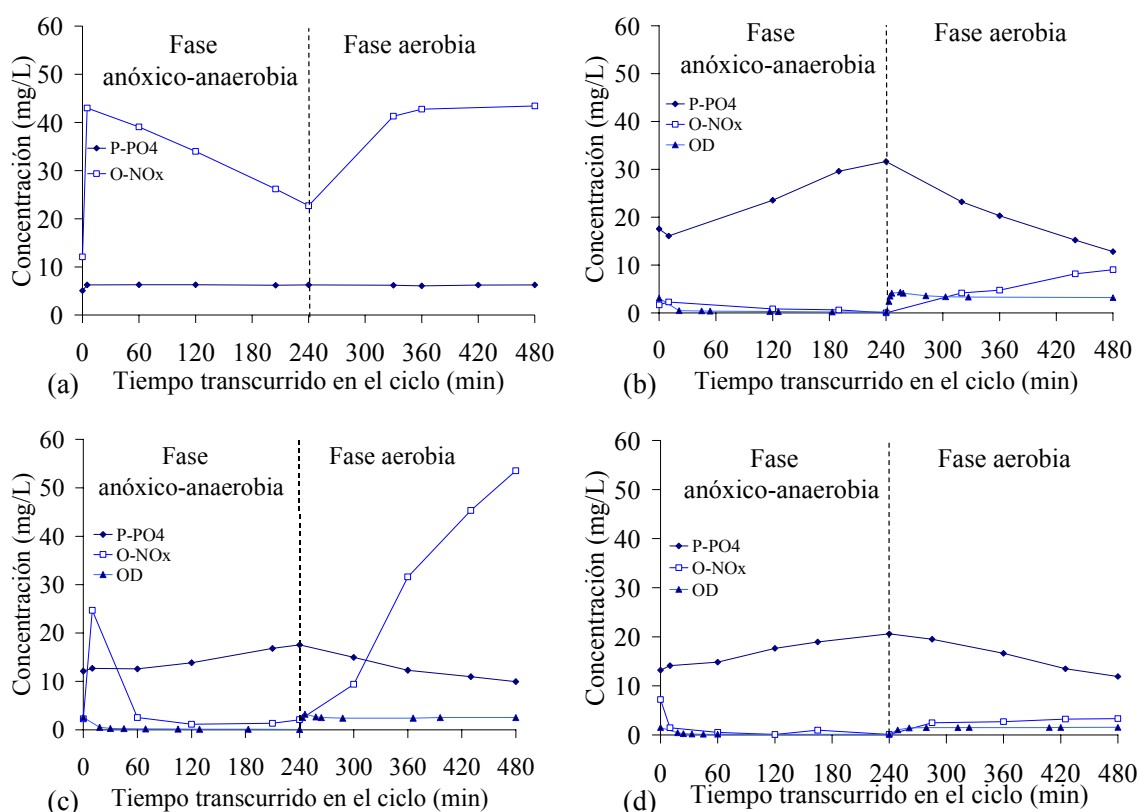 60
50
40
30
20
10
0
Concentración (mg/L)
Fase
anóxico-anaerobia
Fase aerobia
P-PO4
O-NOx
0 60 120 180 240 300 360 420 480
(a) Tiempo transcurrido en el ciclo (min)
60
50
40
30
20
10
0
Concentración (mg/L)
Fase
anóxico-anaerobia
Fase aerobia
P-PO4
O-NOx
OD
0 60 120 180 240 300 360 420 480
(b) Tiempo transcurrido en el ciclo (min)
60
50
40
30
20
10
0
Concentración (mg/L)
Fase
anóxico-anaerobia
Fase aerobia
P-PO4
O-NOx
OD
0 60 120 180 240 300 360 420 480
(c) Tiempo transcurrido en el ciclo (min)
60
50
40
30
20
10
0
Concentración (mg/L)
Fase
anóxico-anaerobia
Fase aerobia
P-PO4
O-NOx
OD
0 60 120 180 240 300 360 420 480
(d) Tiempo transcurrido en el ciclo (min)